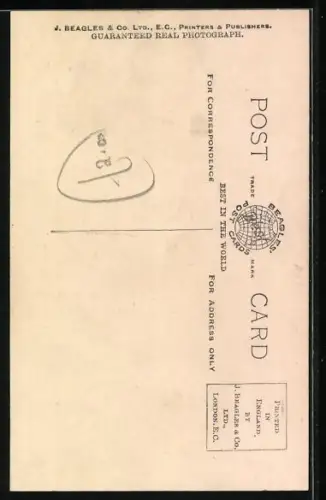 J. BEAGLES & CO. LTD., E.C., PRINTERS & PUBLISHERS.
GUARANTEED REAL PHOTOGRAPH.
POST CARD
TRADE MARK
BEAGLES'
POST CARDS
BEST IN THE WORLD
FOR CORRESPONDENCE
FOR ADDRESS ONLY
PRINTED
IN
ENGLAND,
BY
J. BEAGLES & CO.
LTD.,
LONDON, E.C.